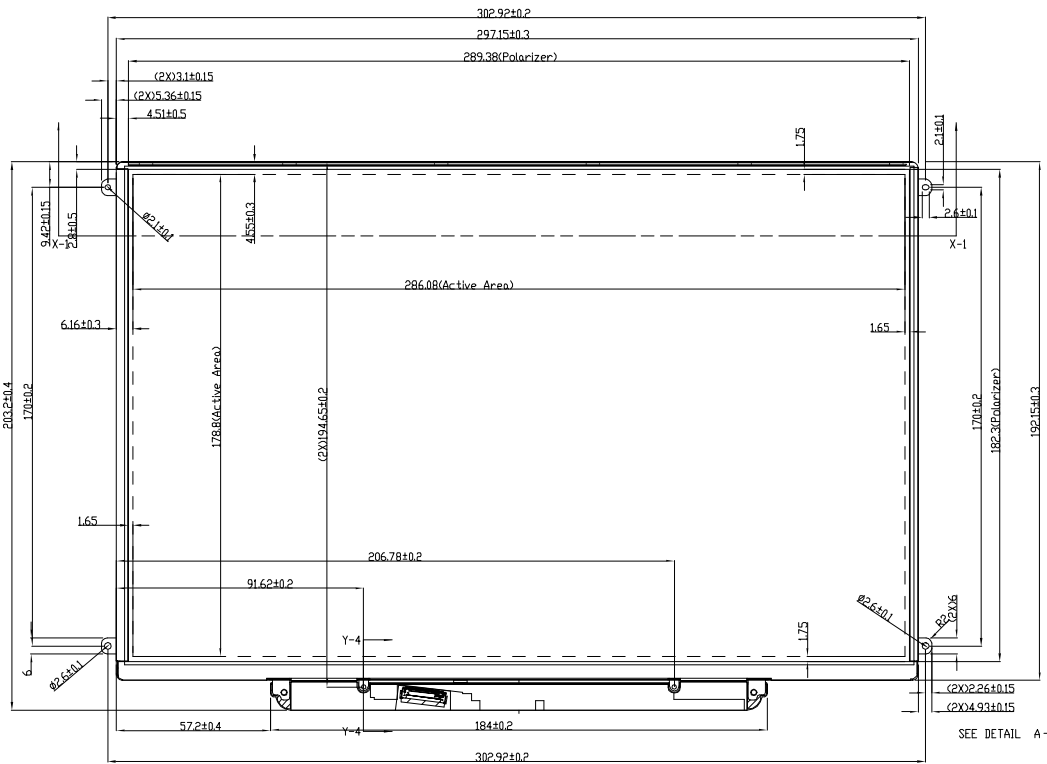 302.92±0.2
297.15±0.3
289.38(Polarizer)
(2X)3.1±0.15
(2X)5.36±0.15
4.51±0.5
1.75
2.1±0.1
9.42±0.15
2.8±0.5
X-1
Ø2.1±0.1
4.55±0.3
2.6±0.1
X-1
286.08(Active Area)
6.16±0.3
1.65
203.2±0.4
170±0.2
178.8(Active Area)
(2X)194.65±0.2
170±0.2
182.3(Polarizer)
192.15±0.3
1.65
206.78±0.2
91.62±0.2
Ø2.6±0.1
R2
(2X)6
Y-4
1.75
6
Ø2.6±0.1
(2X)2.26±0.15
(2X)4.93±0.15
57.2±0.4
Y-4
184±0.2
SEE DETAIL A-
302.92±0.2